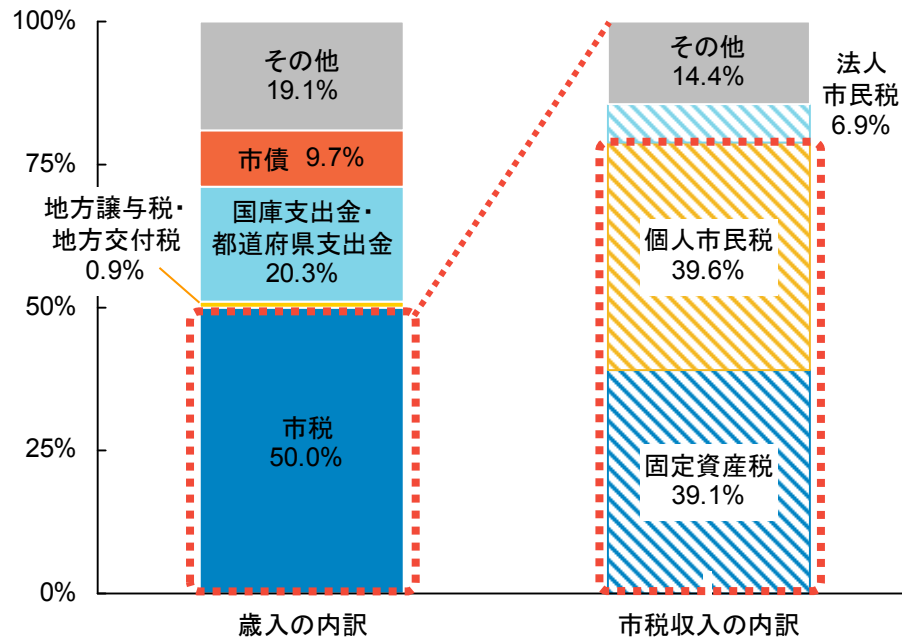 100%
75%
50%
25%
0%
その他
19.1%
市債 9.7%
国庫支出金・
都道府県支出金
20.3%
地方譲与税・
地方交付税
0.9%
市税
50.0%
歳入の内訳
その他
14.4%
法人
市民税
6.9%
個人市民税
39.6%
固定資産税
39.1%
市税収入の内訳